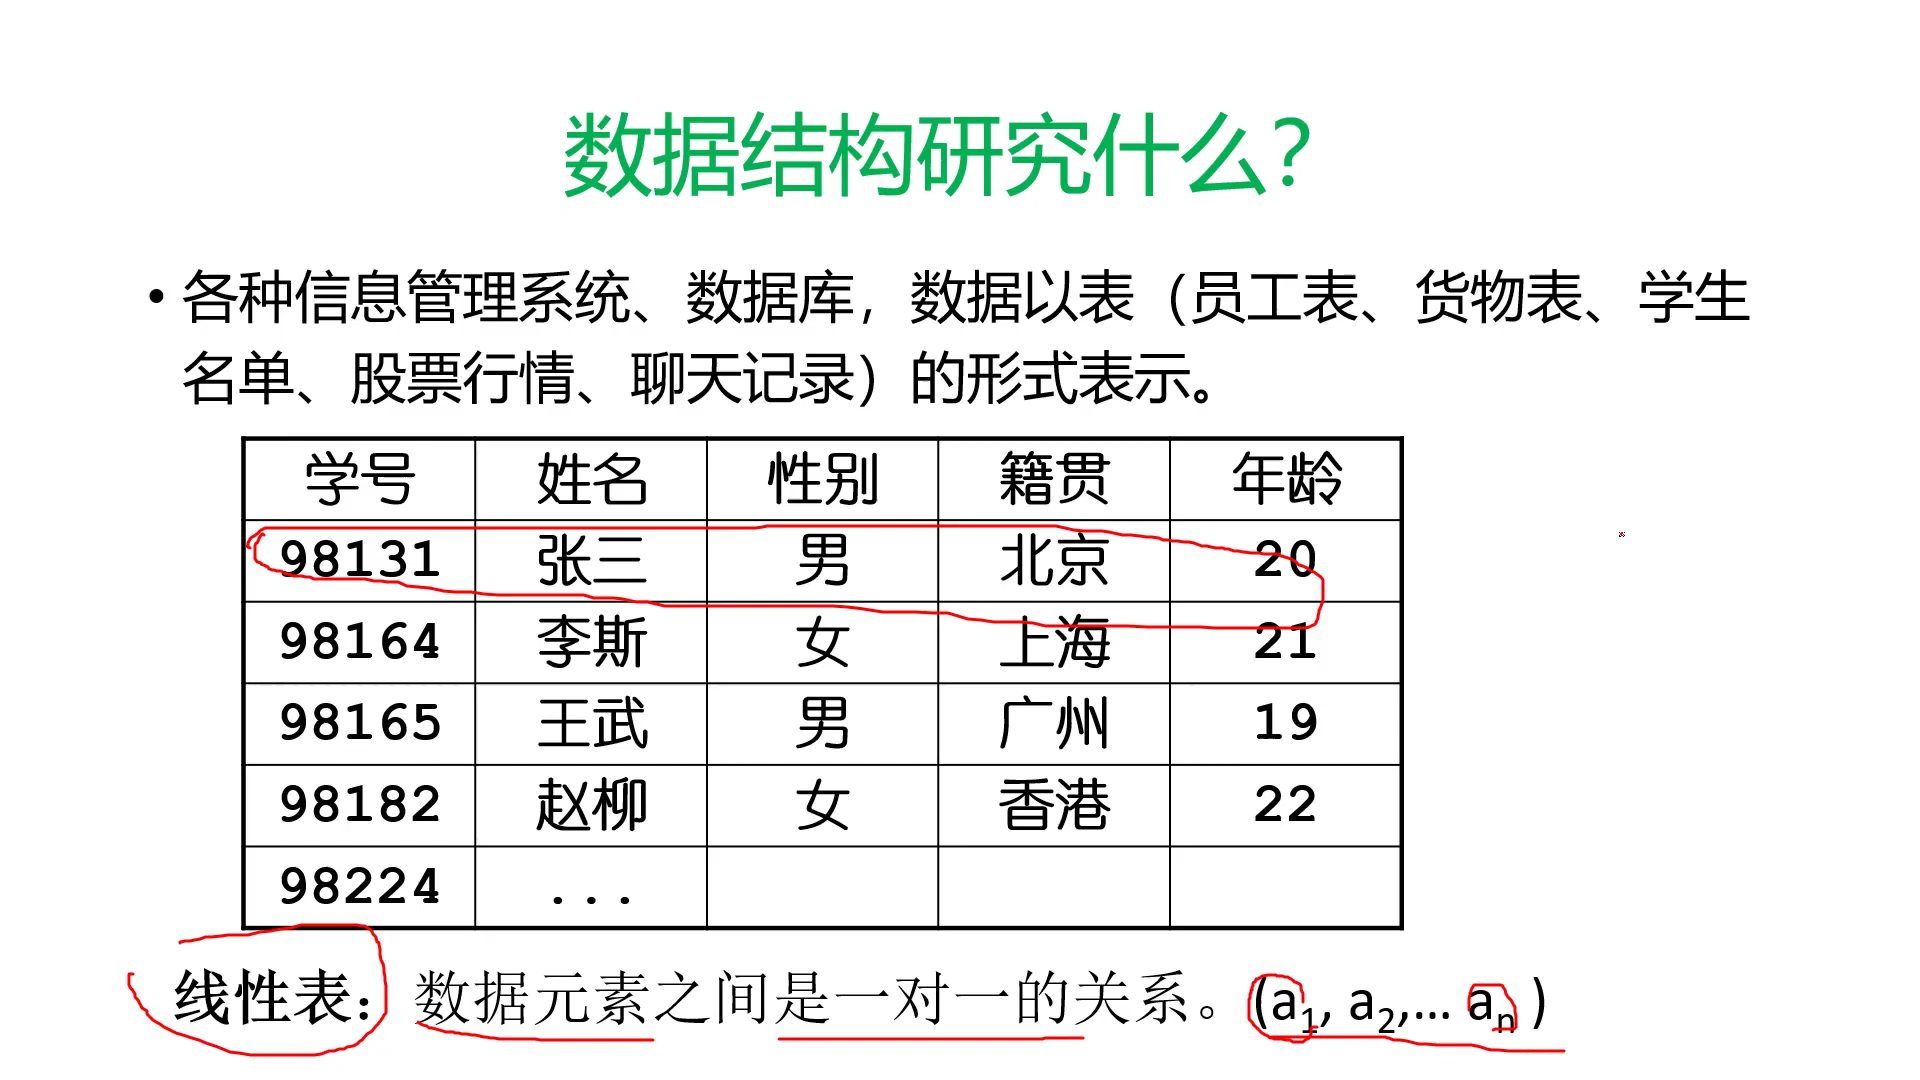 数据结构研究什么?
• 各种信息管理系统、数据库，数据以表（员工表、货物表、学生
名单、股票行情、聊天记录）的形式表示。
学号 姓名 性别 籍贯 年龄
98131 张三 男 北京 20
98164 李斯 女 上海 21
98165 王武 男 广州 19
98182 赵柳 女 香港 22
98224 ...
线性表：数据元素之间是一对一的关系。(a1, a2,… an )